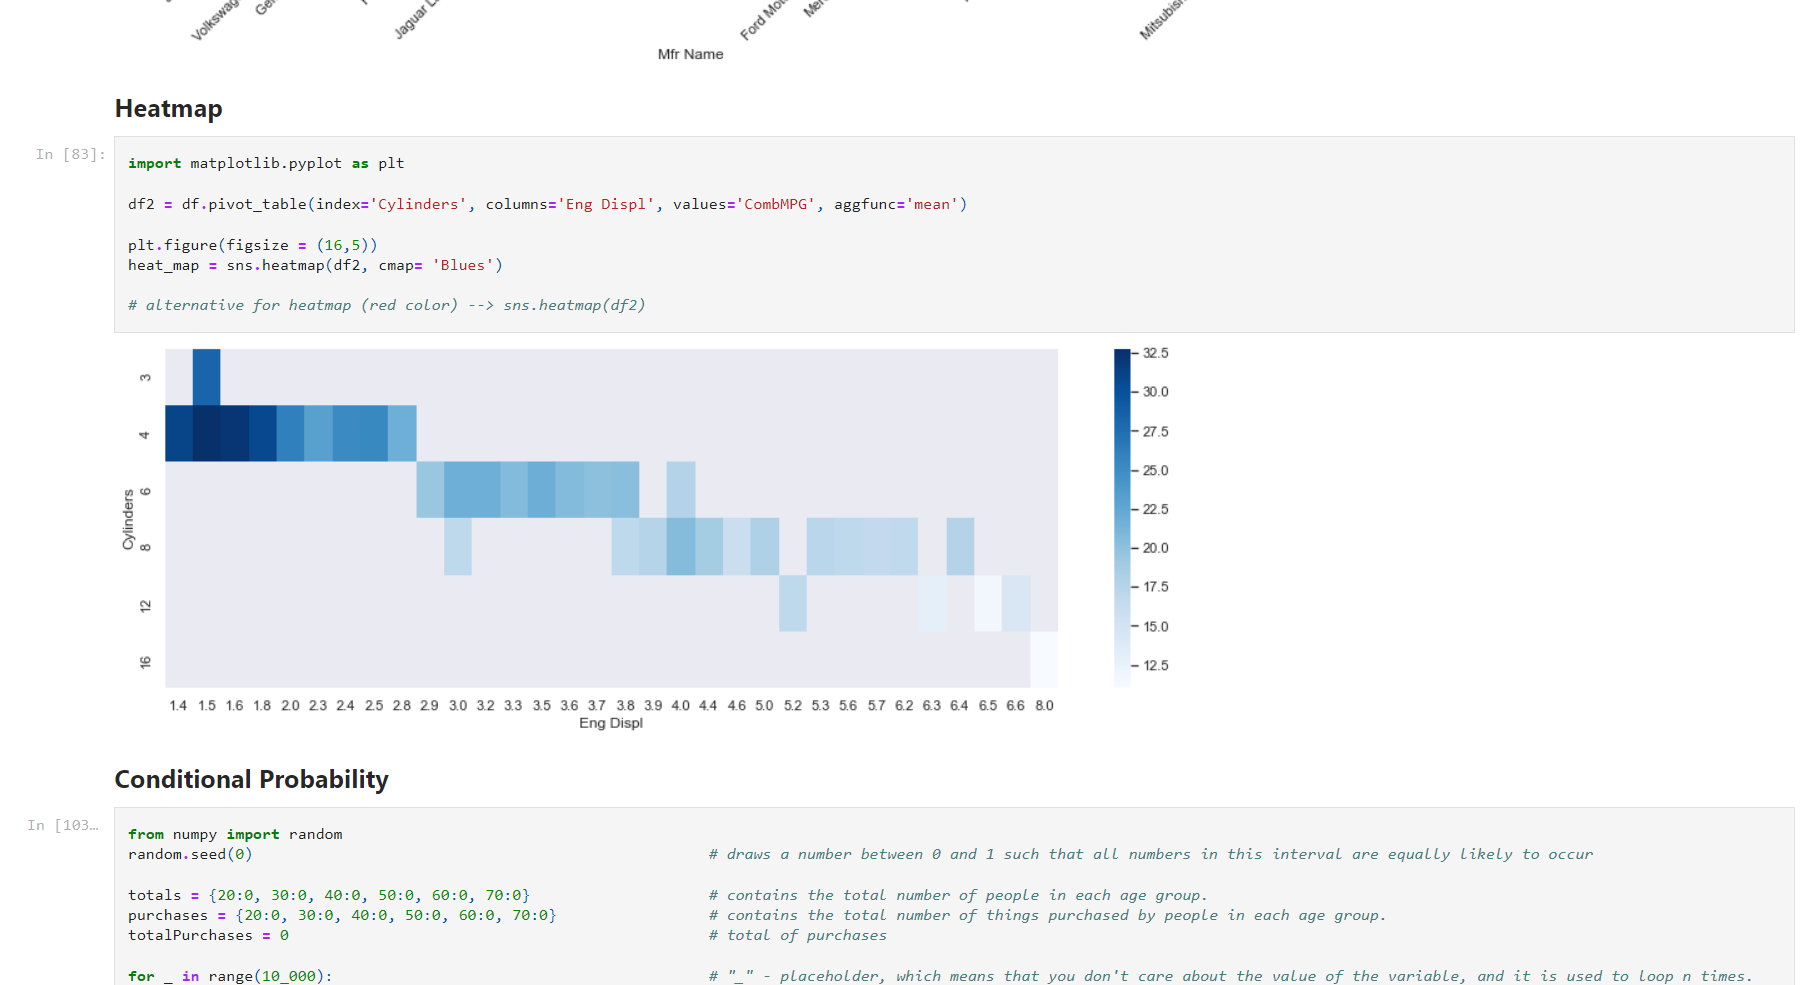 Mfr Name
Heatmap
In [83]:
import matplotlib.pyplot as plt
df2 = df.pivot_table(index='Cylinders', columns='Eng Displ', values='CombMPG', aggfunc='mean')
plt.figure(figsize = (16,5))
heat_map = sns.heatmap(df2, cmap= 'Blues')
# alternative for heatmap (red color) --> sns.heatmap(df2)
Cylinders
3
4
6
8
12
16
1.4 1.5 1.6 1.8 2.0 2.3 2.4 2.5 2.8 2.9 3.0 3.2 3.3 3.5 3.6 3.7 3.8 3.9 4.0 4.4 4.6 5.0 5.2 5.3 5.6 5.7 6.2 6.3 6.4 6.5 6.6 8.0
Eng Displ
32.5
30.0
27.5
25.0
22.5
20.0
17.5
15.0
12.5
Conditional Probability
In [103…
from numpy import random
random.seed(0) # draws a number between 0 and 1 such that all numbers in this interval are equally likely to occur
totals = {20:0, 30:0, 40:0, 50:0, 60:0, 70:0} # contains the total number of people in each age group.
purchases = {20:0, 30:0, 40:0, 50:0, 60:0, 70:0} # contains the total number of things purchased by people in each age group.
totalPurchases = 0 # total of purchases
for _ in range(10_000): # "_" - placeholder, which means that you don't care about the value of the variable, and it is used to loop n times.